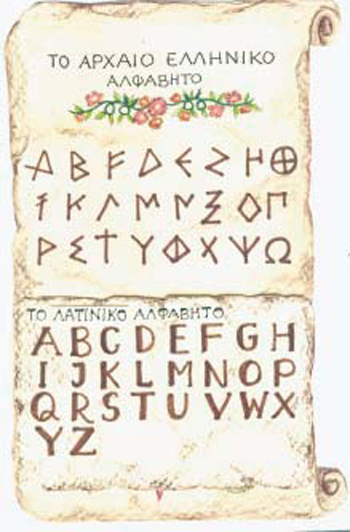 ΤΟ ΑΡΧΑΙΟ ΕΛΛΗΝΙΚΟ
ΑΛΦΑΒΗΤΟ
Α Β Γ Δ Ε Ζ Η Θ
Ι Κ Λ Μ Ν Ξ Ο Π
Ρ Σ Τ Υ Φ Χ Ψ Ω
ΤΟ ΛΑΤΙΝΙΚΟ ΑΛΦΑΒΗΤΟ
A B C D E F G H
I J K L M N O P
Q R S T U V W X
Y Z